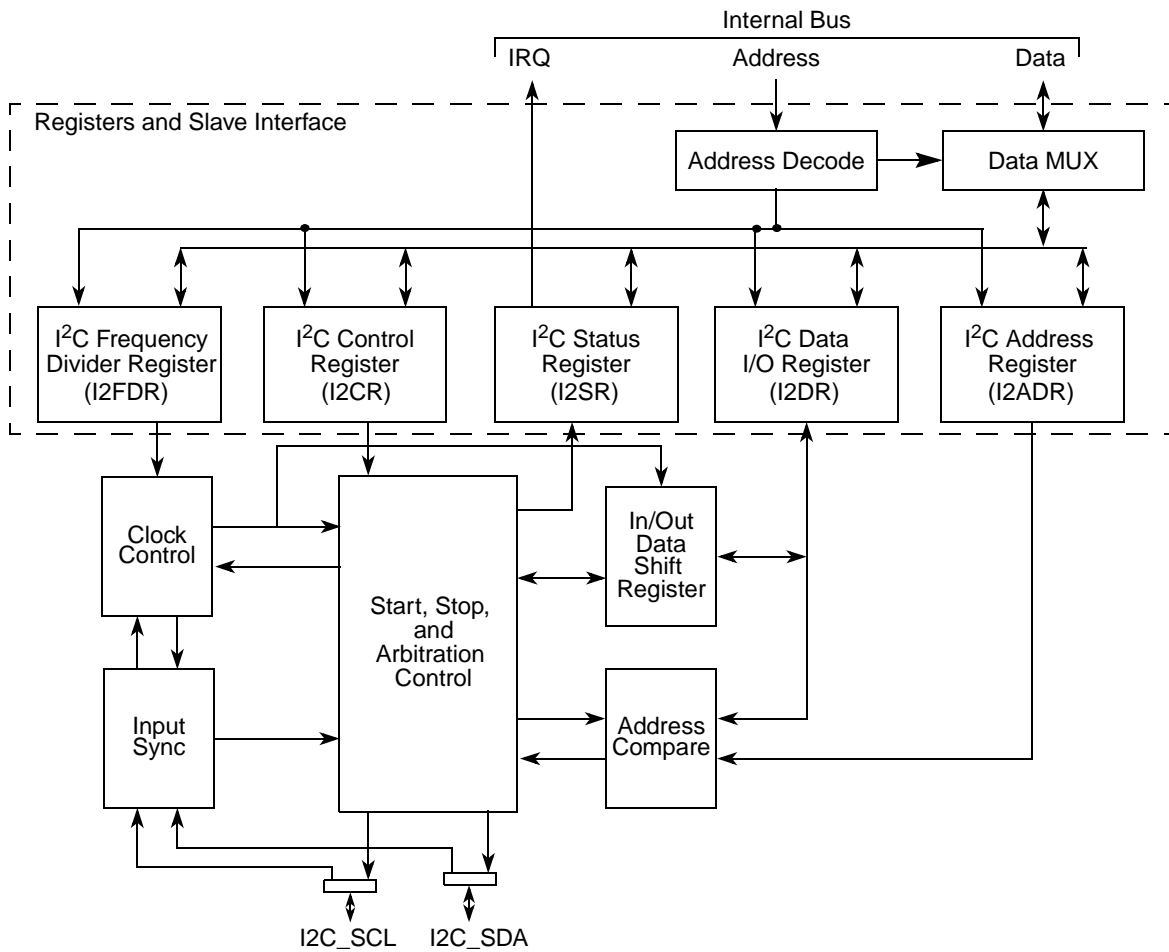 Internal Bus
IRQ
Address
Data
Registers and Slave Interface
Address Decode
Data MUX
I²C Frequency
Divider Register
(I2FDR)
I²C Control
Register
(I2CR)
I²C Status
Register
(I2SR)
I²C Data
I/O Register
(I2DR)
I²C Address
Register
(I2ADR)
Clock
Control
Start, Stop,
and
Arbitration
Control
In/Out
Data
Shift
Register
Input
Sync
Address
Compare
I2C_SCL
I2C_SDA